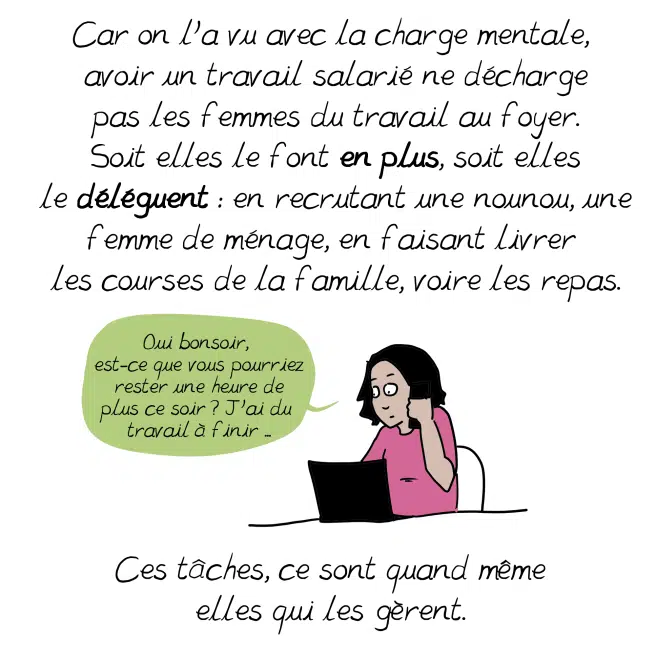 Car on l'a vu avec la charge mentale,
avoir un travail salarié ne décharge
pas les femmes du travail au foyer.
Soit elles le font en plus, soit elles
le délèguent : en recrutant une nounou, une
femme de ménage, en faisant livrer
les courses de la famille, voire les repas.
Oui bonsoir,
est-ce que vous pourriez
rester une heure de
plus ce soir ? J'ai du
travail à finir ...
Ces tâches, ce sont quand même
elles qui les gèrent.